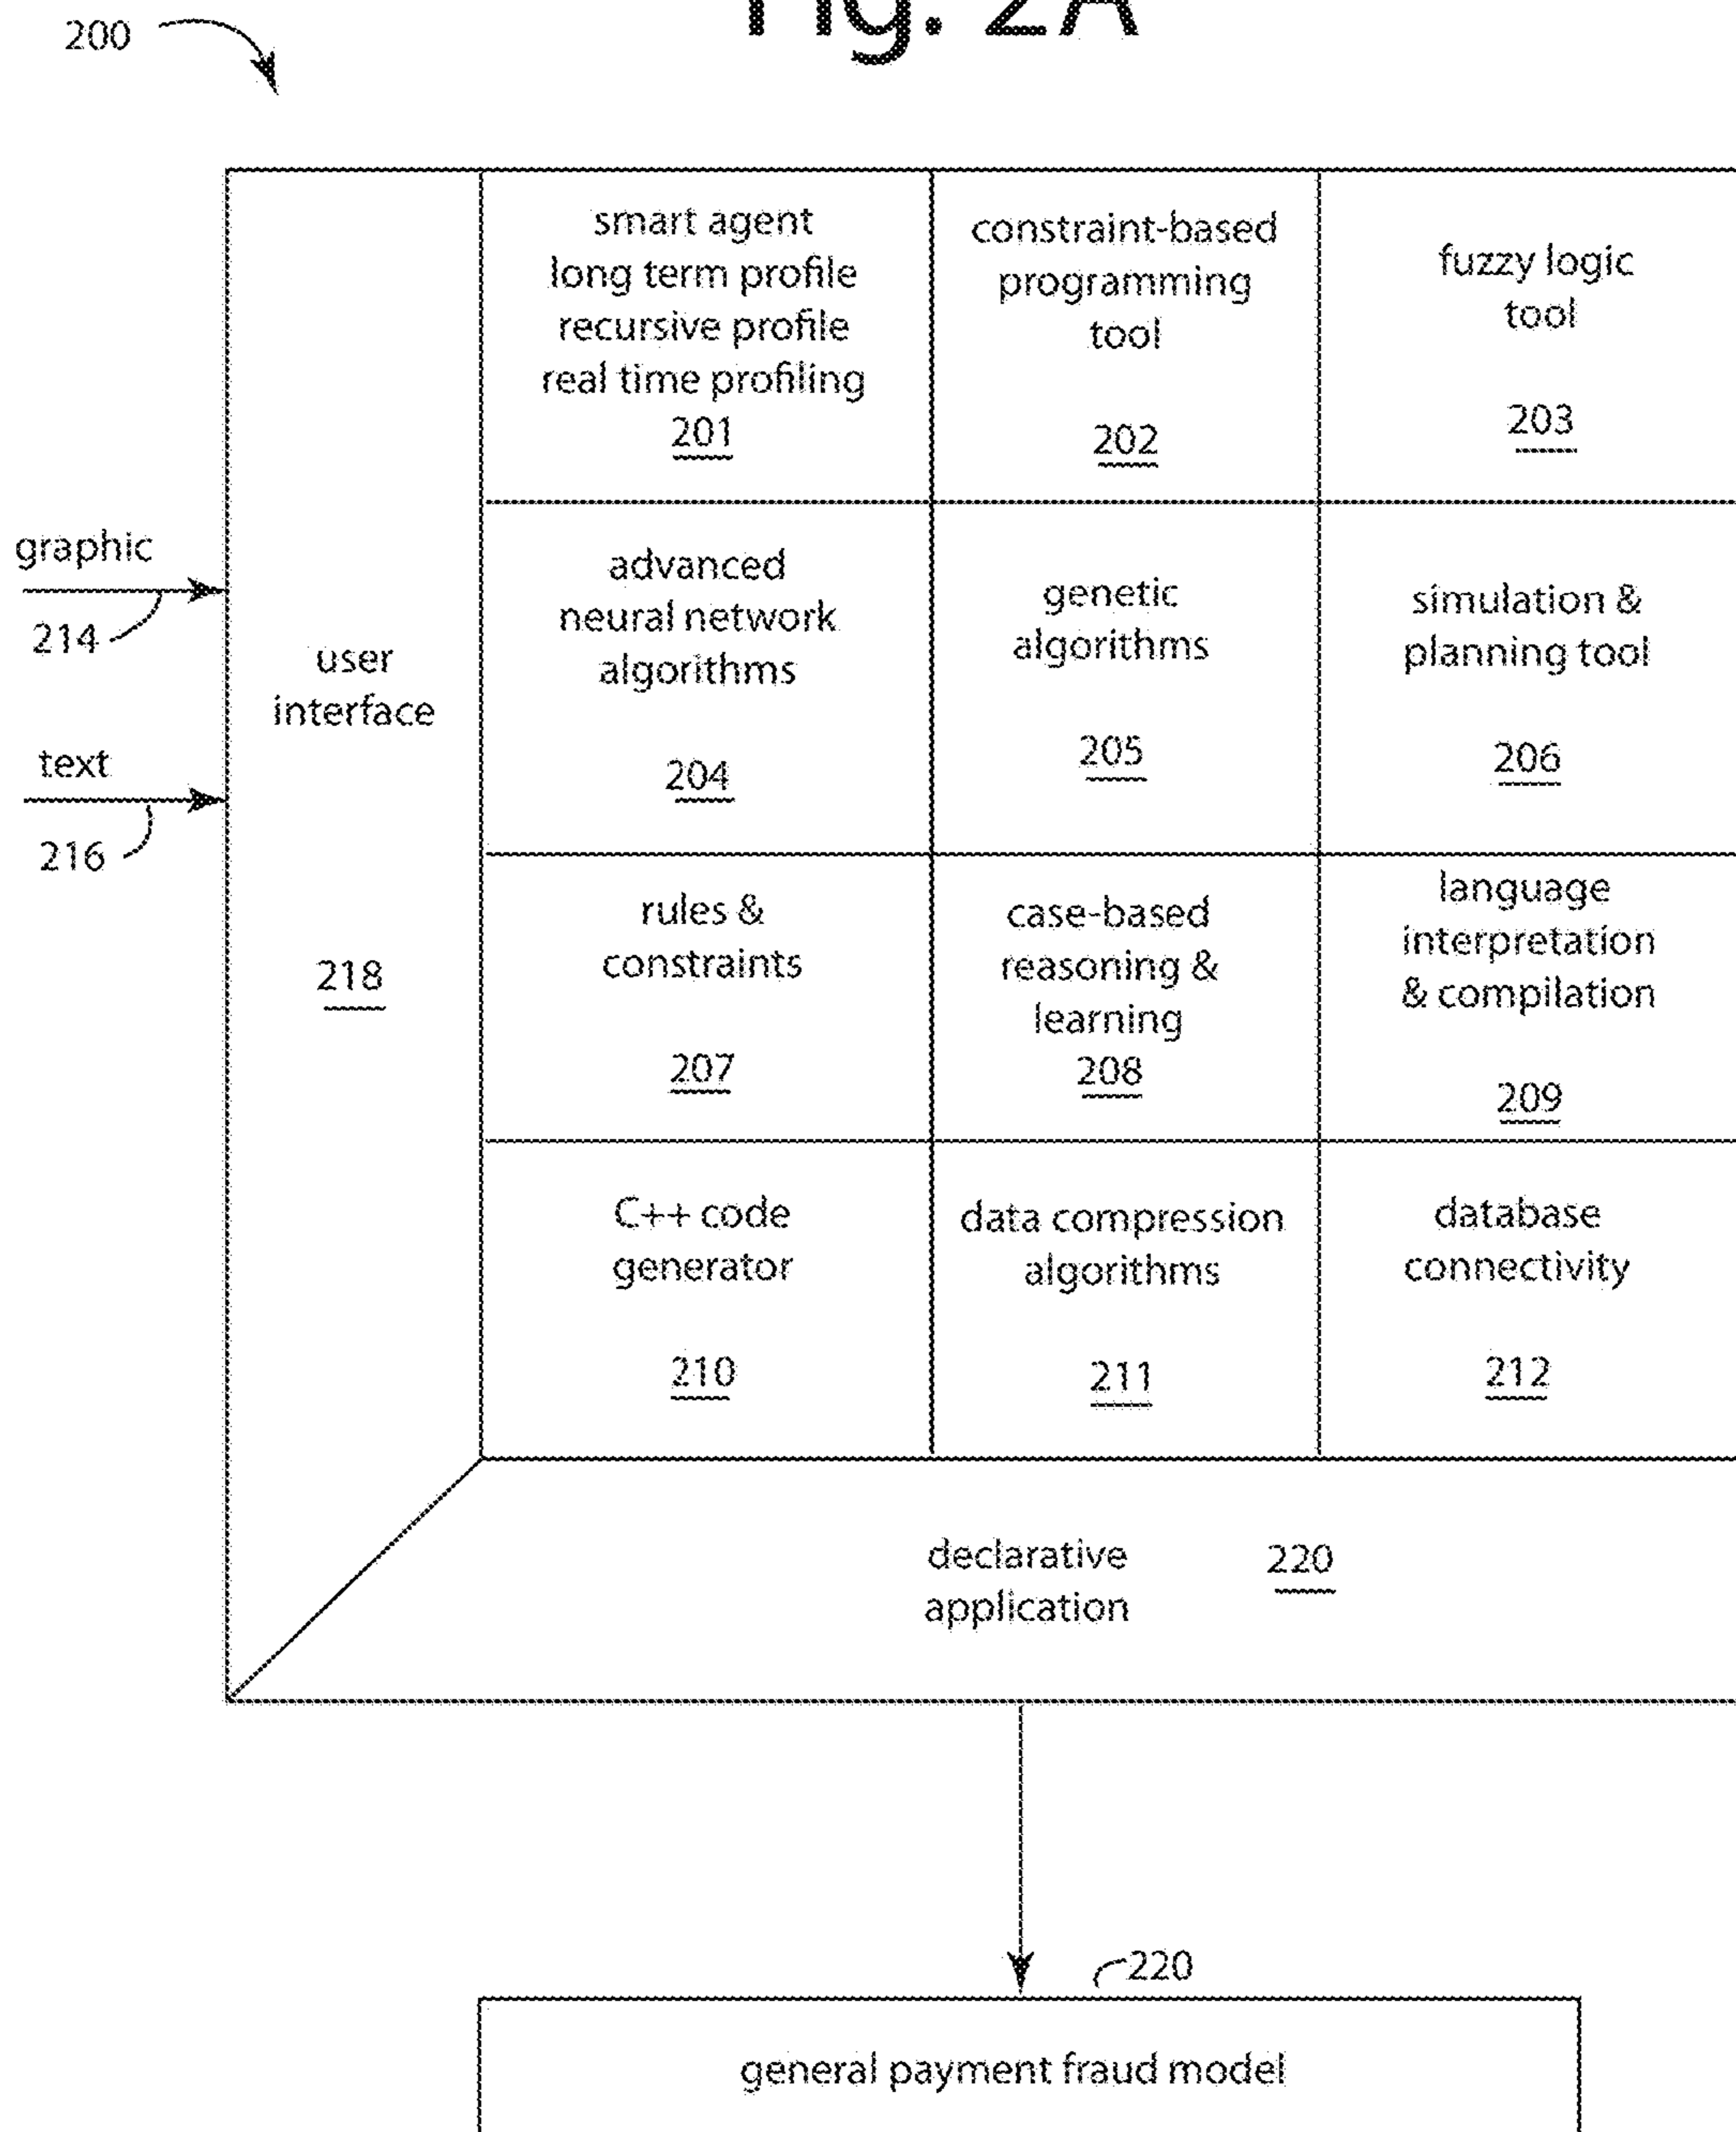 Fig. 2A
200
smart agent
long term profile
recursive profile
real time profiling
201
constraint-based
programming
tool
202
fuzzy logic
tool
203
graphic
214
text
216
user
interface
218
advanced
neural network
algorithms
204
genetic
algorithms
205
simulation &
planning tool
206
rules &
constraints
207
case-based
reasoning &
learning
208
language
interpretation
& compilation
209
C++ code
generator
210
data compression
algorithms
211
database
connectivity
212
declarative
application
220
220
general payment fraud model